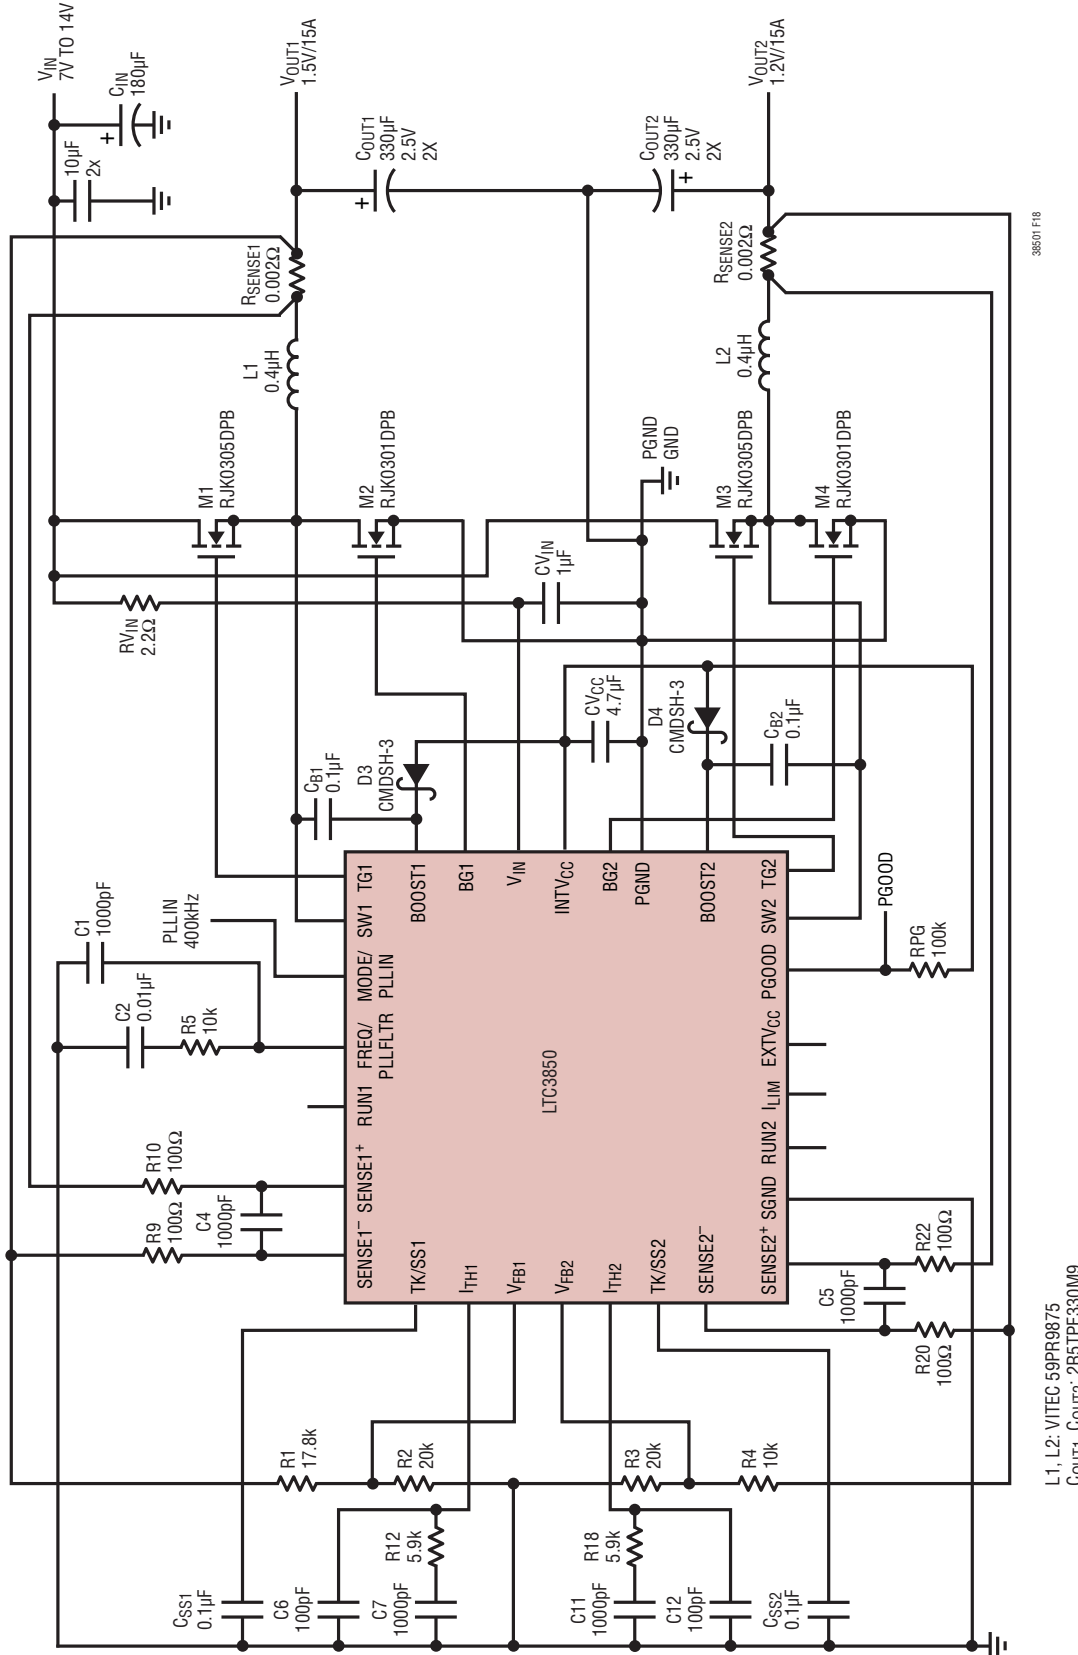 VIN
7V TO 14V
CIN
180µF
10µF
2x
VOUT1
1.5V/15A
COUT1
330µF
2.5V
2X
COUT2
330µF
2.5V
2X
VOUT2
1.2V/15A
RSENSE1
0.002Ω
RSENSE2
0.002Ω
L1
0.4µH
L2
0.4µH
M1
RJK0305DPB
M2
RJK0301DPB
PGND
GND
M3
RJK0305DPB
M4
RJK0301DPB
RVIN
2.2Ω
CVIN
1µF
CB1
0.1µF
D3
CMDSH-3
CVCC
4.7µF
D4
CMDSH-3
CB2
0.1µF
C1
1000pF
PLLIN
400kHz
C2
0.01µF
R5
10k
R10
100Ω
R9
100Ω
C4
1000pF
SENSE1–
SENSE1+
RUN1
FREQ/
PLLFLTR
MODE/
PLLIN
SW1
TG1
BOOST1
BG1
VIN
INTVCC
BG2
PGND
BOOST2
LTC3850
TK/SS1
ITH1
VFB1
VFB2
ITH2
TK/SS2
SENSE2–
SENSE2+
SGND
RUN2
ILIM
EXTVCC
PGOOD
SW2
TG2
PGOOD
RPG
100k
C5
1000pF
R22
100Ω
R20
100Ω
R1
17.8k
R2
20k
R3
20k
R4
10k
R12
5.9k
R18
5.9k
CSS1
0.1µF
C6
100pF
C7
1000pF
C11
1000pF
C12
100pF
CSS2
0.1µF
38501 F18
L1, L2: VITEC 59PR9875
COUT1, COUT2: 2R5TPE330M9